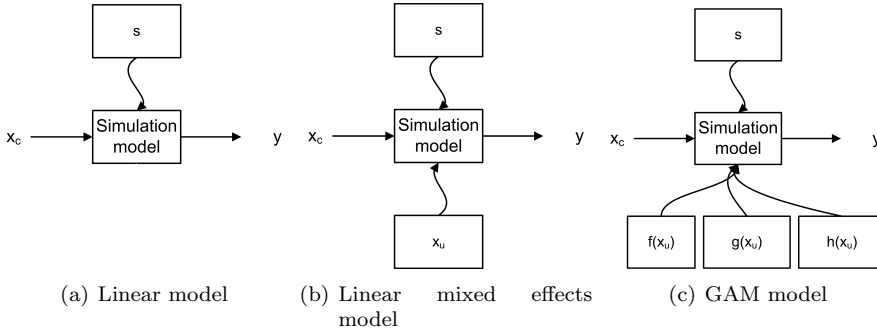 s
x_c
Simulation
model
y
(a) Linear model
s
x_c
Simulation
model
y
x_u
(b) Linear mixed effects
model
s
x_c
Simulation
model
y
f(x_u)
g(x_u)
h(x_u)
(c) GAM model